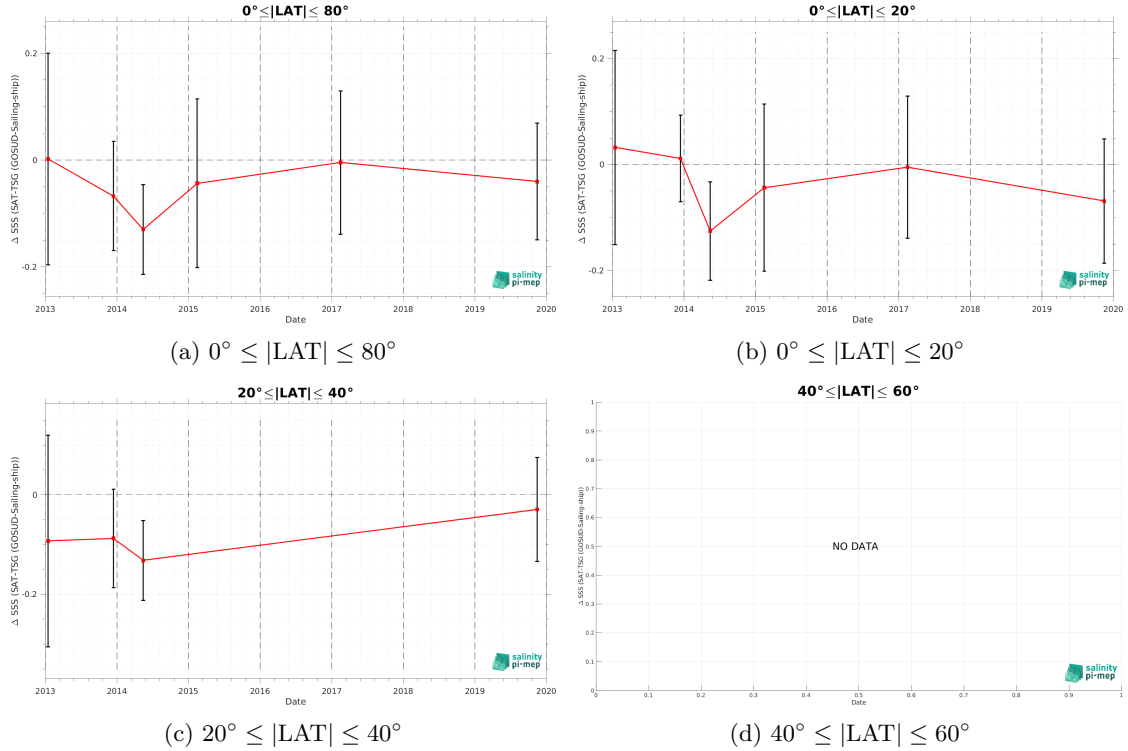 0°≤|LAT|≤ 80°
Δ SSS (SAT-TSG (GOSUD-Sailing-ship))
0.2
0
-0.2
2013 2014 2015 2016 2017 2018 2019 2020
Date
salinity
pi-mep
(a) 0° ≤ |LAT| ≤ 80°
0°≤|LAT|≤ 20°
Δ SSS (SAT-TSG (GOSUD-Sailing-ship))
0.2
0
-0.2
2013 2014 2015 2016 2017 2018 2019 2020
Date
salinity
pi-mep
(b) 0° ≤ |LAT| ≤ 20°
20°≤|LAT|≤ 40°
Δ SSS (SAT-TSG (GOSUD-Sailing-ship))
0
-0.2
2013 2014 2015 2016 2017 2018 2019 2020
Date
salinity
pi-mep
(c) 20° ≤ |LAT| ≤ 40°
40°≤|LAT|≤ 60°
Δ SSS (SAT-TSG (GOSUD-Sailing-ship))
1
0.9
0.8
0.7
0.6
0.5
0.4
0.3
0.2
0.1
0
NO DATA
0 0.1 0.2 0.3 0.4 0.5 0.6 0.7 0.8 0.9 1
Date
salinity
pi-mep
(d) 40° ≤ |LAT| ≤ 60°